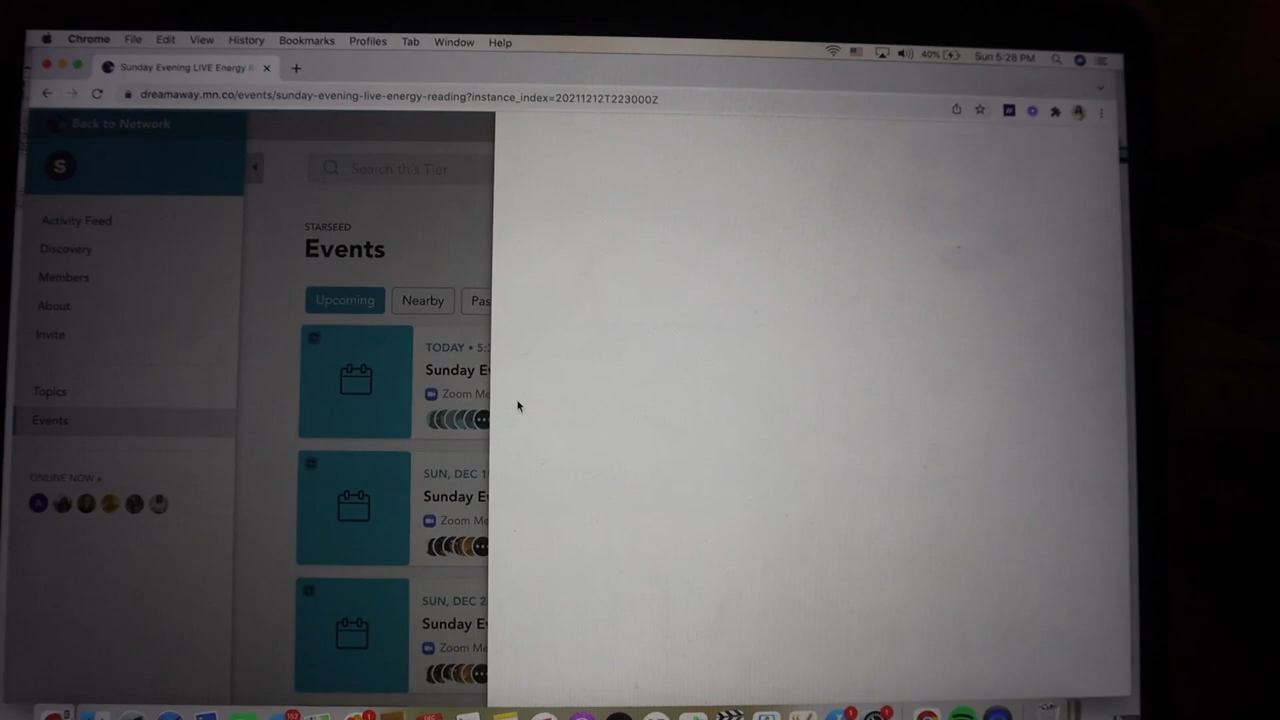 Chrome File Edit View History Bookmarks Profiles Tab Window Help
40% Sun 5:28 PM
Sunday Evening LIVE Energy
dreamaway.mn.co/events/sunday-evening-live-energy-reading?instance_index=20211212T223000Z
Back to Network
S
Search this Tier
Activity Feed
Discovery
Members
About
Invite
Topics
Events
ONLINE NOW
A
STARSEED
Events
Upcoming Nearby Pas
TODAY • 5:
Sunday E
Zoom Me
SUN, DEC 1
Sunday E
Zoom Me
SUN, DEC 2
Sunday E
Zoom Me